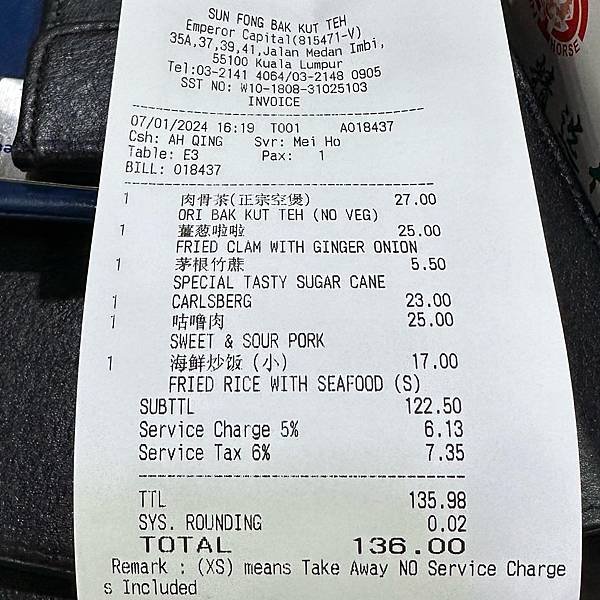 SUN FONG BAK KUT TEH
Emperor Capital(815471-V)
35A,37,39,41,Jalan Medan Imbi,
55100 Kuala Lumpur
Tel:03-2141 4064/03-2148 0905
SST NO: W10-1808-31025103
INVOICE
07/01/2024 16:19 T001 A018437
Csh: AH QING Svr: Mei Ho
Table: E3 Pax: 1
BILL: 018437
1 肉骨茶(正宗空煲) 27.00
ORI BAK KUT TEH (NO VEG)
1 薑葱啦啦 25.00
FRIED CLAM WITH GINGER ONION
1 茅根竹蔗 5.50
SPECIAL TASTY SUGAR CANE
1 CARLSBERG 23.00
1 咕噜肉 25.00
SWEET & SOUR PORK
1 海鲜炒饭 (小) 17.00
FRIED RICE WITH SEAFOOD (S)
SUBTTL 122.50
Service Charge 5% 6.13
Service Tax 6% 7.35
TTL 135.98
SYS. ROUNDING 0.02
TOTAL 136.00
Remark : (XS) means Take Away NO Service Charge
s Included
HORSE